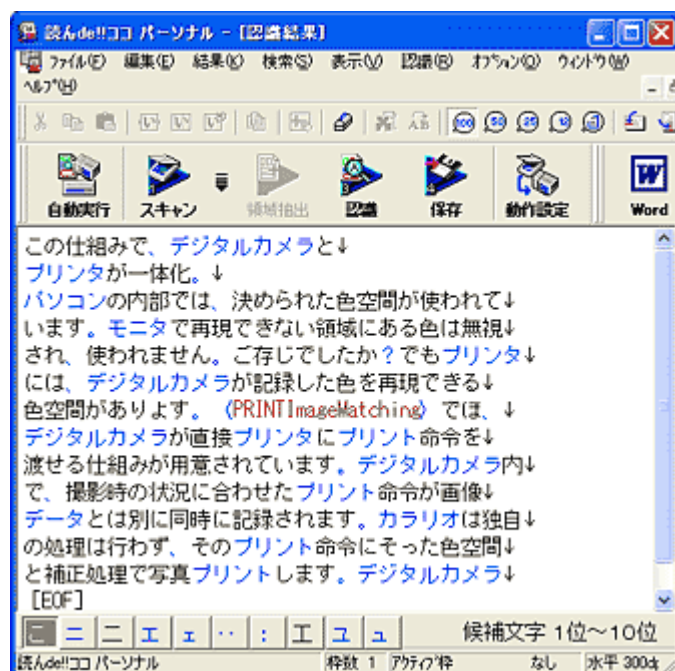 読んde!!ココ パーソナル - [認識結果]
ファイル(F) 編集(E) 結果(K) 検索(S) 表示(V) 認識(R) オプション(O) ウィンドウ(W)
ヘルプ(H)
100 50 25
自動実行 スキャン 領域抽出 認識 保存 動作設定 Word
この仕組みで、デジタルカメラと↓
プリンタが一体化。↓
パソコンの内部では、決められた色空間が使われて↓
います。モニタで再現できない領域にある色は無視↓
され、使われません。ご存じでしたか?でもプリンタ↓
には、デジタルカメラが記録した色を再現できる↓
色空間があります。《PRINTImageMatching》でほ、↓
デジタルカメラが直接プリンタにプリント命令を↓
渡せる仕組みが用意されています。デジタルカメラ内↓
で、撮影時の状況に合わせたプリント命令が画像↓
データとは別に同時に記録されます。カラリオは独自↓
の処理は行わず、そのプリント命令にそった色空間↓
と補正処理で写真プリントします。デジタルカメラ↓
[EOF]
こ ニ 二 エ ェ ‥ : 工 ユ ュ 候補文字 1位~10位
読んde!!ココ パーソナル 枠数 1 アクティブ枠 なし 水平 300d